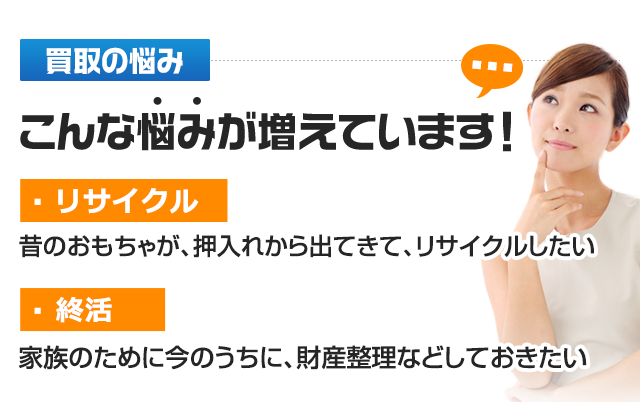 買取の悩み
こんな悩みが増えています!
・リサイクル
昔のおもちゃが、押入れから出てきて、リサイクルしたい
・終活
家族のために今のうちに、財産整理などしておきたい